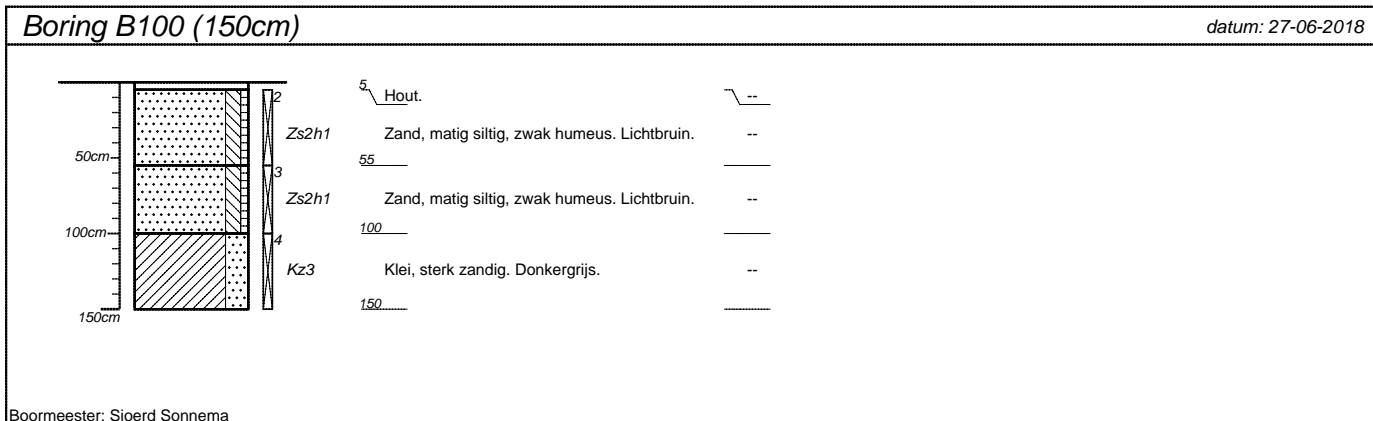 Boring B100 (150cm) datum: 27-06-2018
5 Hout. --
2
Zs2h1 Zand, matig siltig, zwak humeus. Lichtbruin. --
50cm 55
3
Zs2h1 Zand, matig siltig, zwak humeus. Lichtbruin. --
100cm 100
4
Kz3 Klei, sterk zandig. Donkergrijs. --
150
150cm
Boormeester: Sjoerd Sonnema